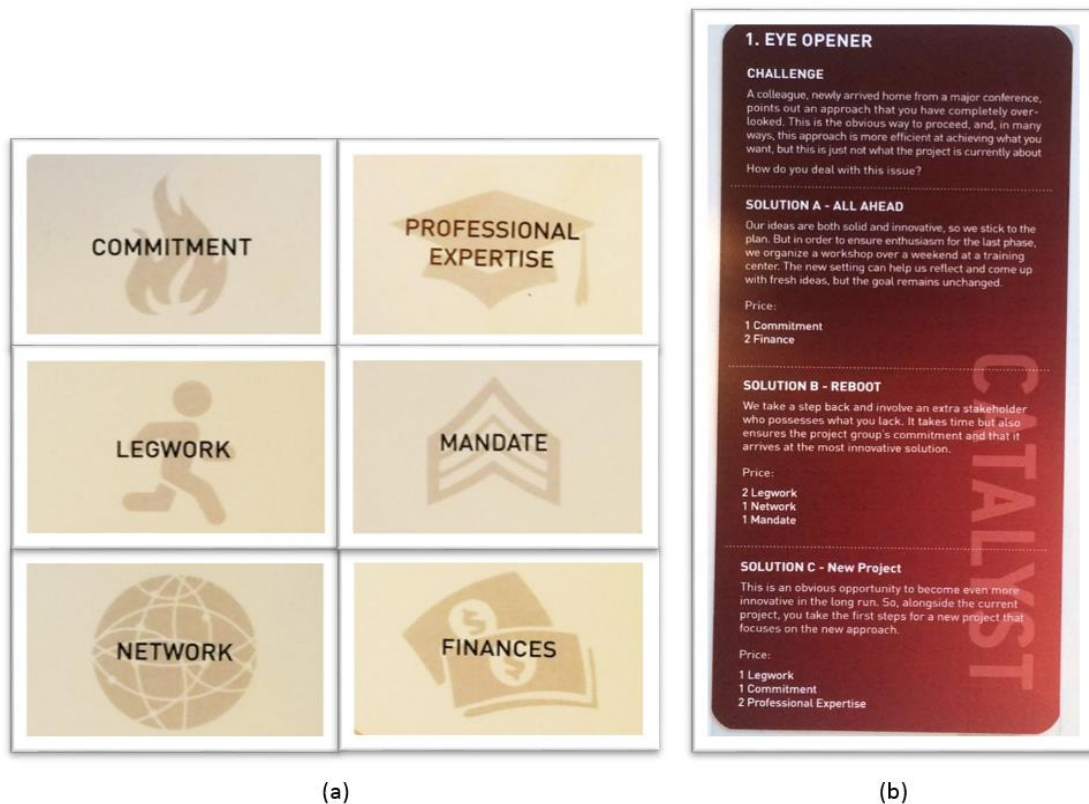 COMMITMENT
PROFESSIONAL
EXPERTISE
LEGWORK
MANDATE
NETWORK
FINANCES
(a)
1. EYE OPENER
CHALLENGE
A colleague, newly arrived home from a major conference,
points out an approach that you have completely over-
looked. This is the obvious way to proceed, and, in many
ways, this approach is more efficient at achieving what you
want, but this is just not what the project is currently about
How do you deal with this issue?
SOLUTION A - ALL AHEAD
Our ideas are both solid and innovative, so we stick to the
plan. But in order to ensure enthusiasm for the last phase,
we organize a workshop over a weekend at a training
center. The new setting can help us reflect and come up
with fresh ideas, but the goal remains unchanged.
Price:
1 Commitment
2 Finance
SOLUTION B - REBOOT
We take a step back and involve an extra stakeholder
who possesses what you lack. It takes time but also
ensures the project group's commitment and that it
arrives at the most innovative solution.
Price:
2 Legwork
1 Network
1 Mandate
SOLUTION C - New Project
This is an obvious opportunity to become even more
innovative in the long run. So, alongside the current
project, you take the first steps for a new project that
focuses on the new approach.
Price:
1 Legwork
1 Commitment
2 Professional Expertise
CATALYST
(b)